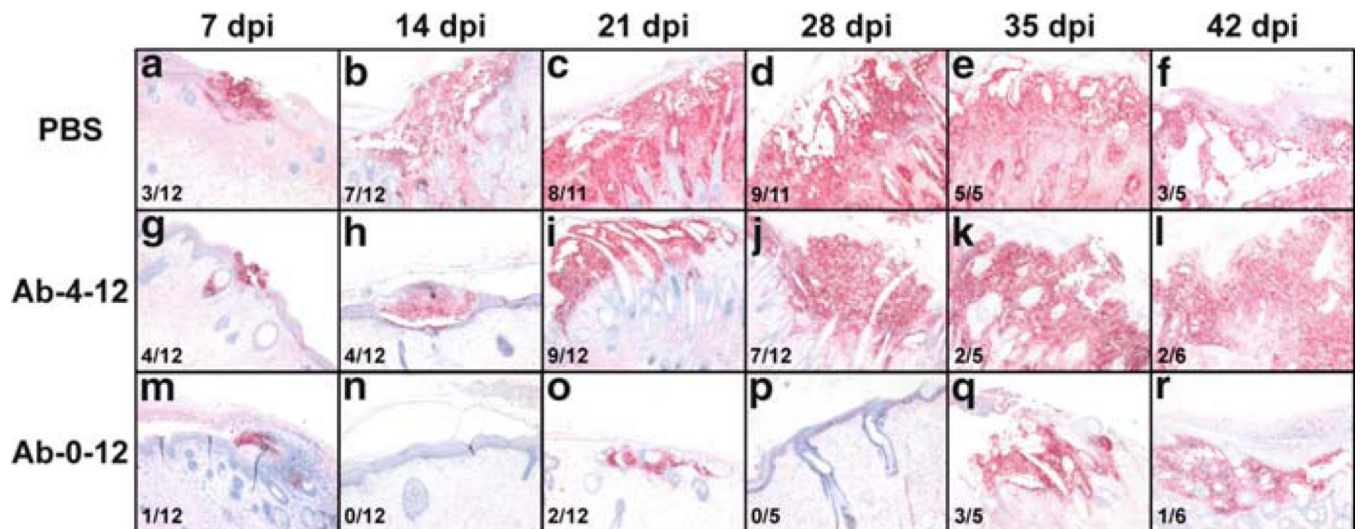 7 dpi 14 dpi 21 dpi 28 dpi 35 dpi 42 dpi
PBS
a b c d e f
3/12 7/12 8/11 9/11 5/5 3/5
Ab-4-12
g h i j k l
4/12 4/12 9/12 7/12 2/5 2/6
Ab-0-12
m n o p q r
1/12 0/12 2/12 0/5 3/5 1/6